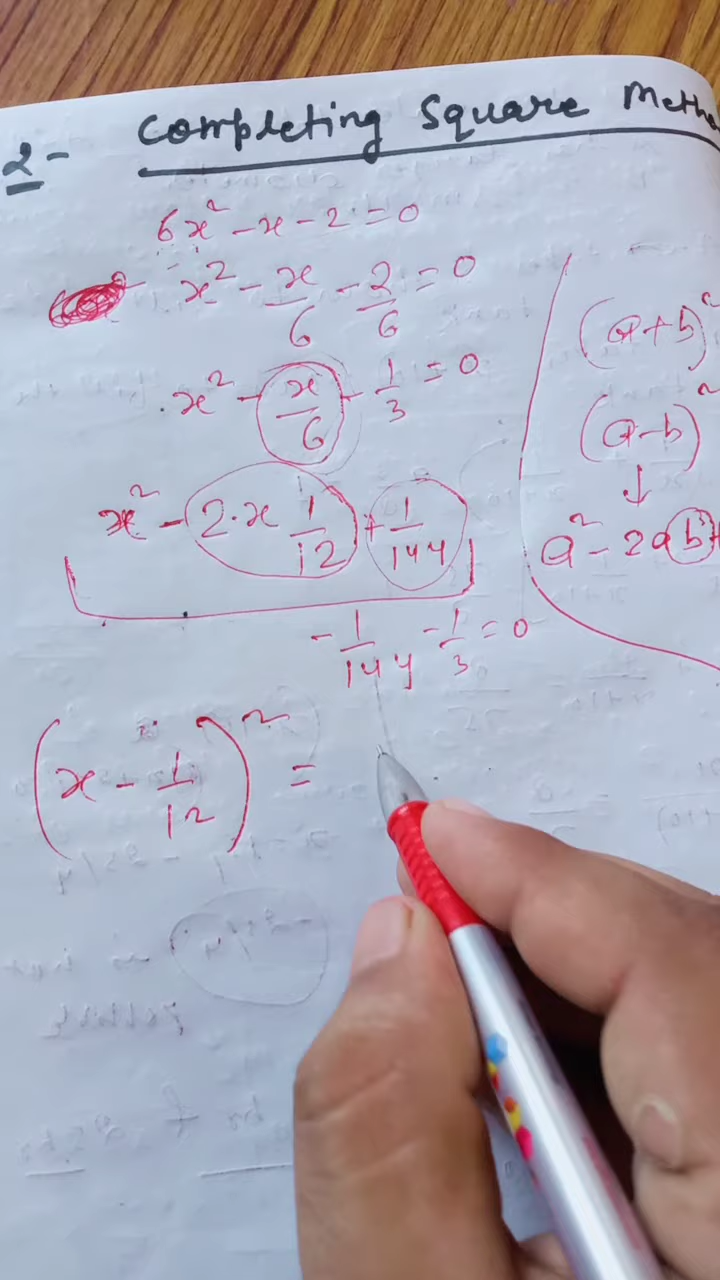 2- Completing Square Metho
6x² - x - 2 = 0
x² - x/6 - 2/6 = 0
x² - x/6 - 1/3 = 0
x² - 2·x 1/12 + 1/144
- 1/144 - 1/3 = 0
(x - 1/12)² =
(a+b)²
(a-b)²
↓
a² - 2ab +